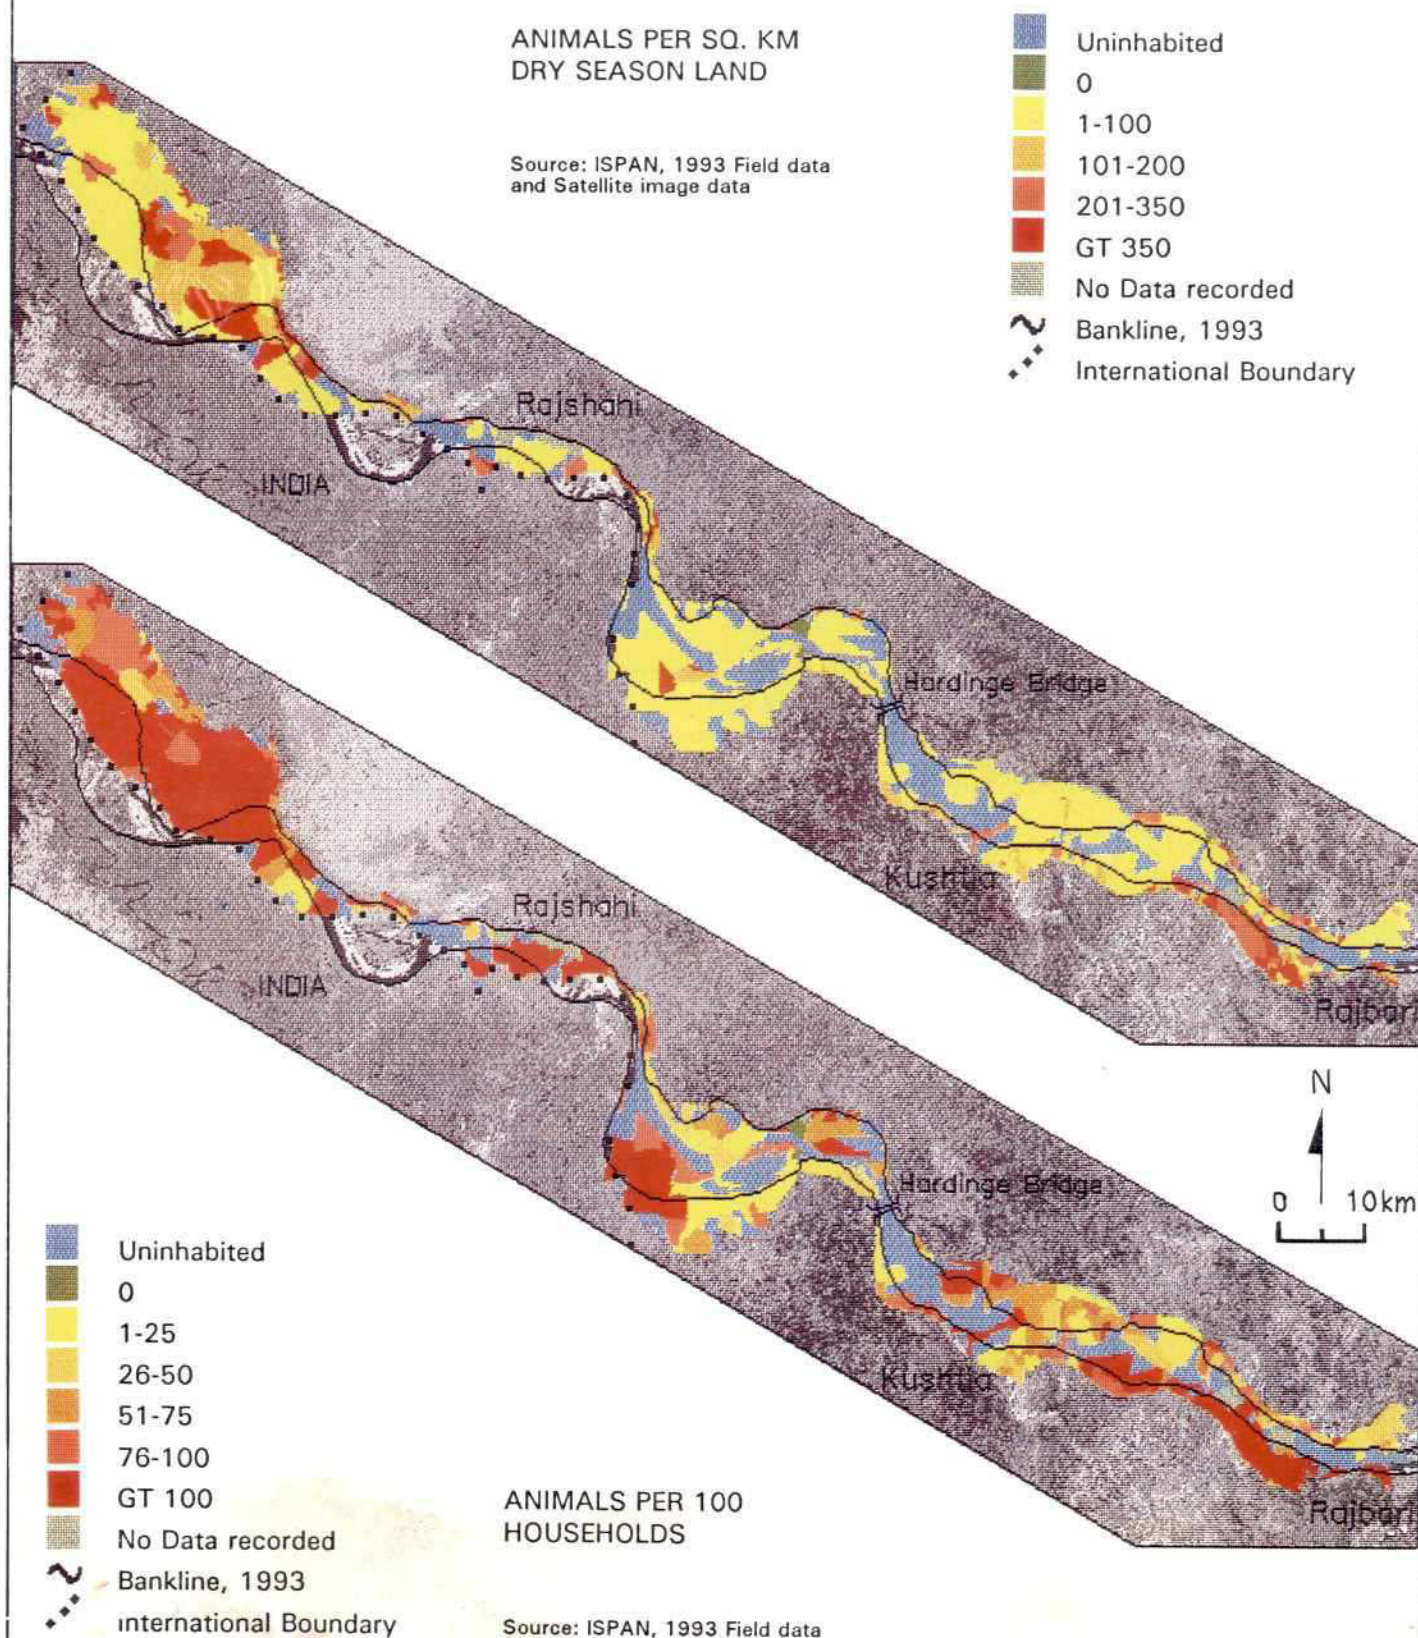 ANIMALS PER SQ. KM
DRY SEASON LAND
Source: ISPAN, 1993 Field data
and Satellite image data
Uninhabited
0
1-100
101-200
201-350
GT 350
No Data recorded
Bankline, 1993
International Boundary
Rajshahi
INDIA
Hardinge Bridge
Kushtia
Rajbari
N
0 10km
Rajshahi
INDIA
Hardinge Bridge
Kushtia
Rajbari
Uninhabited
0
1-25
26-50
51-75
76-100
GT 100
No Data recorded
Bankline, 1993
International Boundary
ANIMALS PER 100
HOUSEHOLDS
Source: ISPAN, 1993 Field data